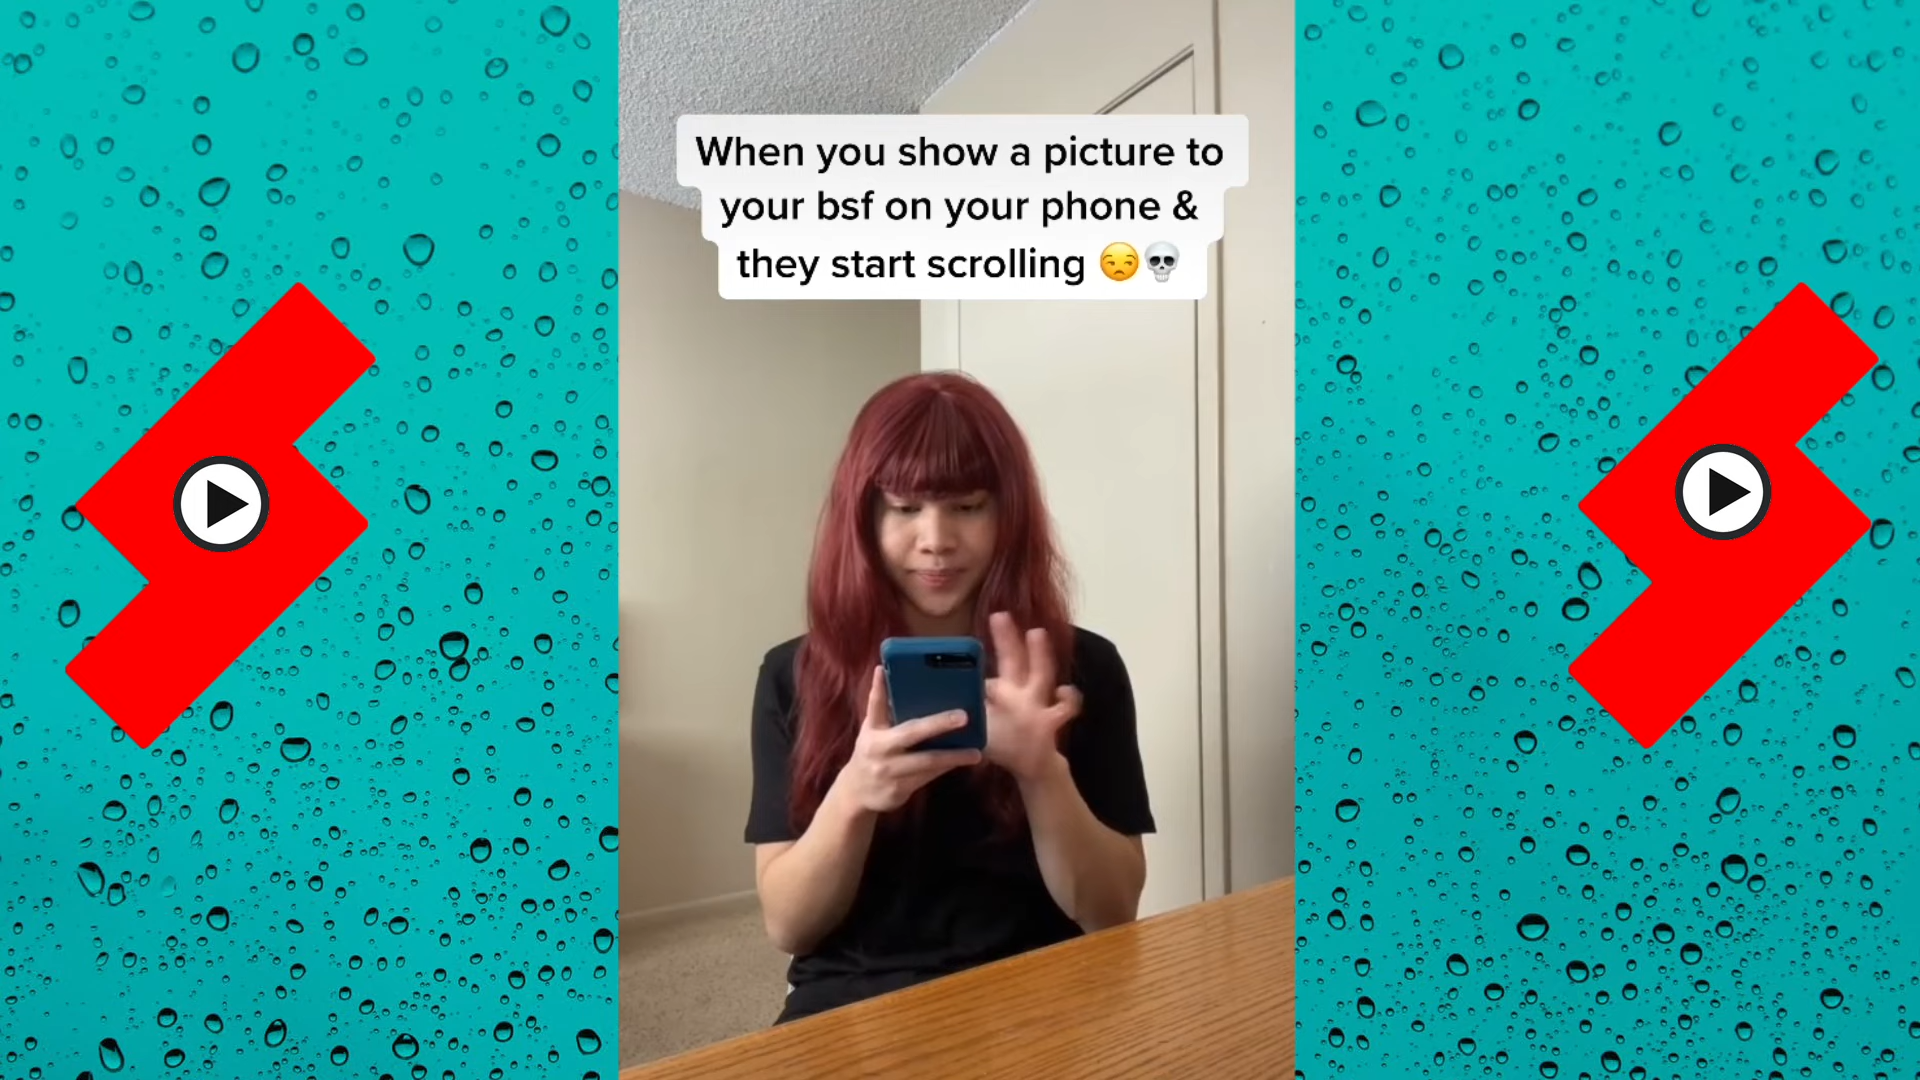 When you show a picture to
your bsf on your phone &
they start scrolling 😒💀